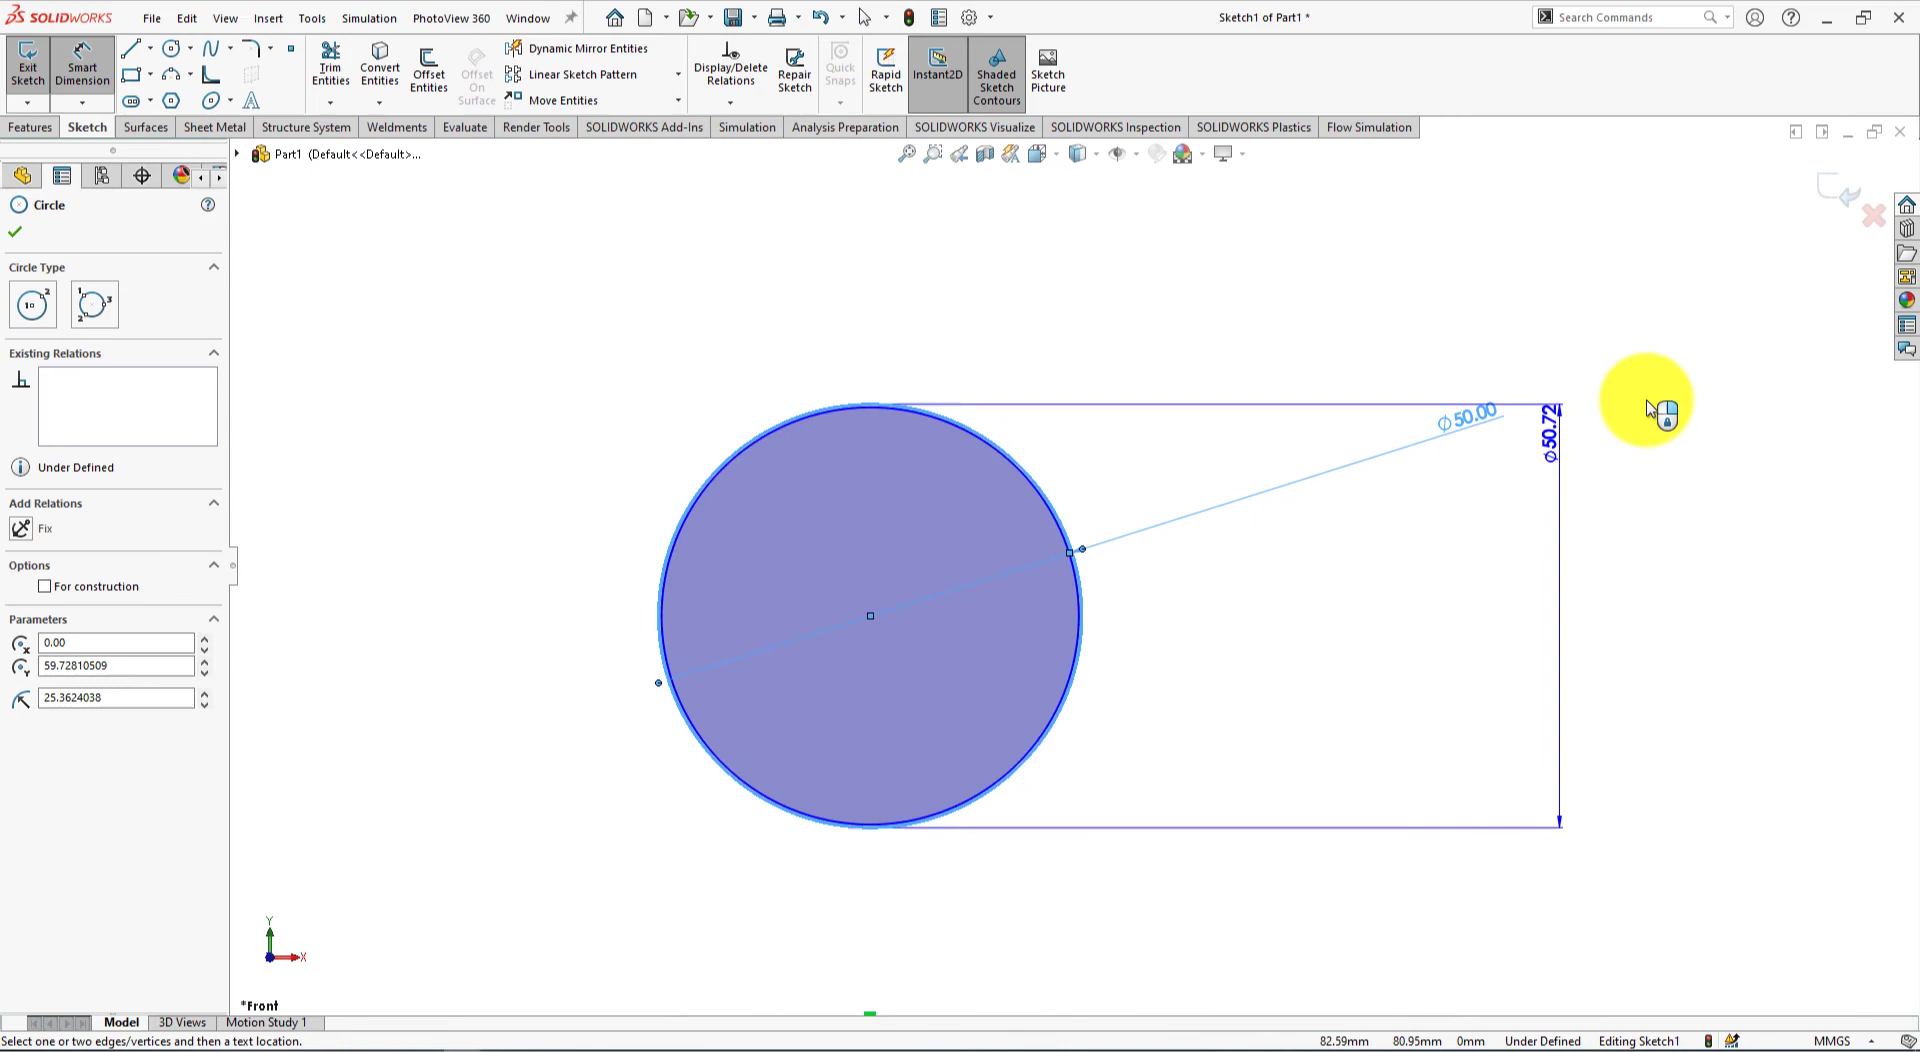 SOLIDWORKS
File Edit View Insert Tools Simulation PhotoView 360 Window
Sketch1 of Part1 *
Search Commands
Exit Sketch
Smart Dimension
Trim Entities
Convert Entities
Offset Entities
Offset On Surface
Dynamic Mirror Entities
Linear Sketch Pattern
Move Entities
Display/Delete Relations
Repair Sketch
Quick Snaps
Rapid Sketch
Instant2D
Shaded Sketch Contours
Sketch Picture
Features Sketch Surfaces Sheet Metal Structure System Weldments Evaluate Render Tools SOLIDWORKS Add-Ins Simulation Analysis Preparation SOLIDWORKS Visualize SOLIDWORKS Inspection SOLIDWORKS Plastics Flow Simulation
Part1 (Default<<Default>...
Circle
Circle Type
Existing Relations
Under Defined
Add Relations
Fix
Options
For construction
Parameters
0.00
59.72810509
25.3624038
∅50.00
∅50.72
Y
X
*Front
Model 3D Views Motion Study 1
Select one or two edges/vertices and then a text location.
82.59mm 80.95mm 0mm Under Defined Editing Sketch1 MMGS